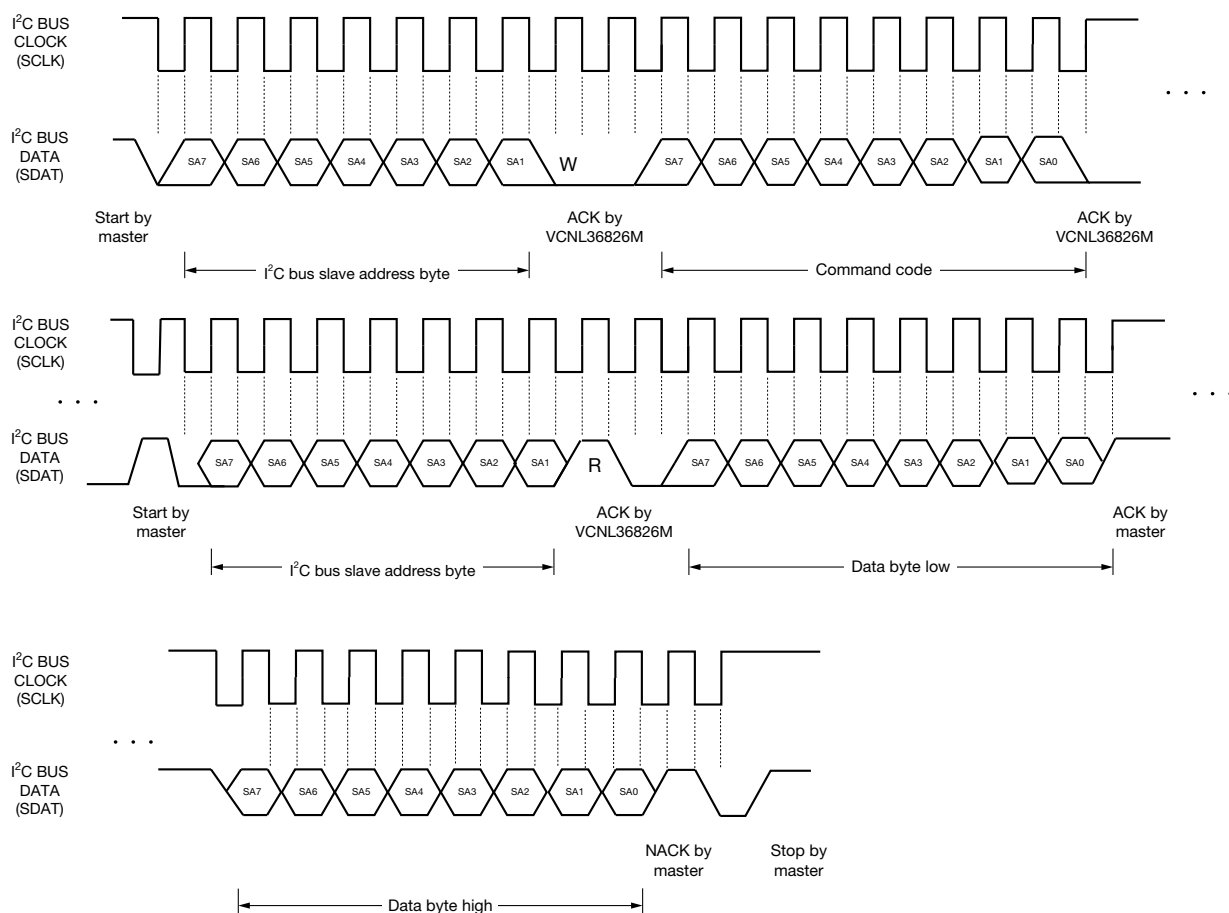 I²C BUS
CLOCK
(SCLK)
. . .
I²C BUS
DATA
(SDAT)
SA7 SA6 SA5 SA4 SA3 SA2 SA1 W SA7 SA6 SA5 SA4 SA3 SA2 SA1 SA0
Start by
master
ACK by
VCNL36826M
ACK by
VCNL36826M
I²C bus slave address byte
Command code
I²C BUS
CLOCK
(SCLK)
. . .
. . .
I²C BUS
DATA
(SDAT)
SA7 SA6 SA5 SA4 SA3 SA2 SA1 R SA7 SA6 SA5 SA4 SA3 SA2 SA1 SA0
Start by
master
ACK by
VCNL36826M
ACK by
master
I²C bus slave address byte
Data byte low
I²C BUS
CLOCK
(SCLK)
. . .
I²C BUS
DATA
(SDAT)
SA7 SA6 SA5 SA4 SA3 SA2 SA1 SA0
NACK by
master
Stop by
master
Data byte high